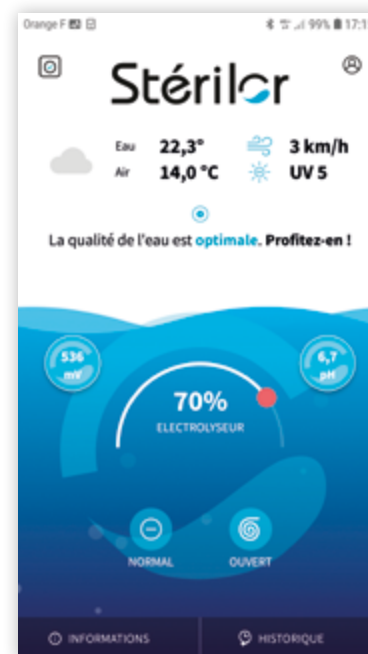 Orange F
99% 17:1
Stérilor
Eau 22,3° 3 km/h
Air 14,0 °C UV 5
La qualité de l'eau est optimale. Profitez-en !
536 mV
6,7 pH
70%
ELECTROLYSEUR
NORMAL OUVERT
INFORMATIONS HISTORIQUE